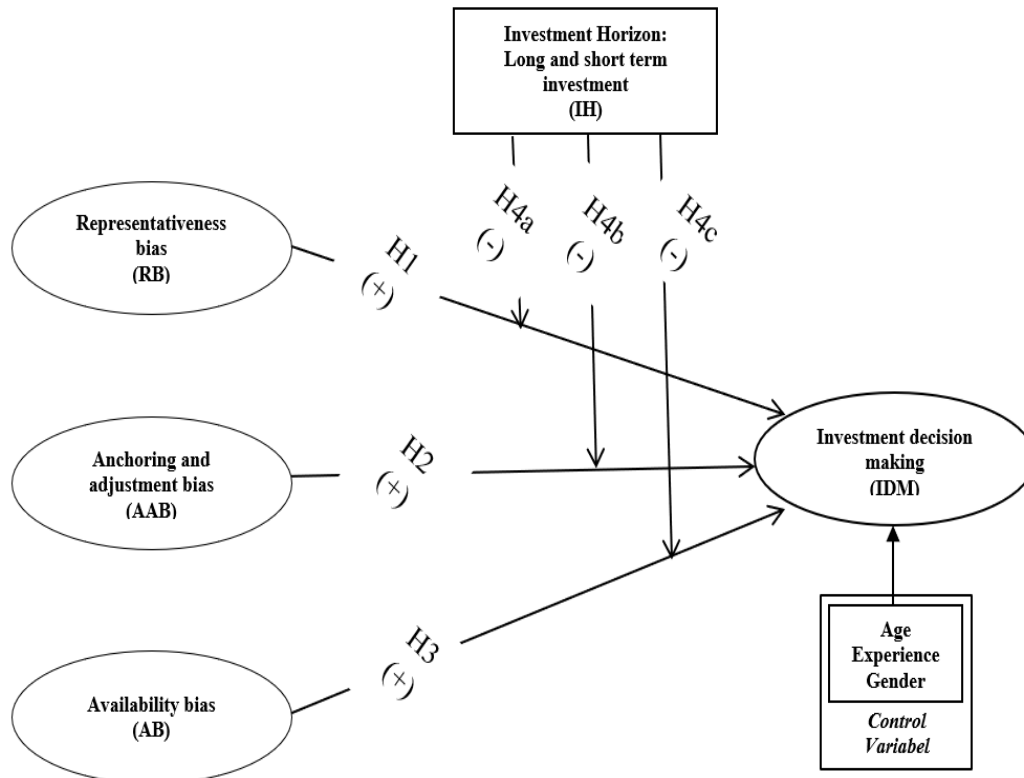 Investment Horizon:
Long and short term
investment
(IH)
H4a
(-)
H4b
(-)
H4c
(-)
Representativeness
bias
(RB)
H1
(+)
Anchoring and
adjustment bias
(AAB)
H2
(+)
Investment decision
making
(IDM)
Availability bias
(AB)
H3
(+)
Age
Experience
Gender
Control
Variabel